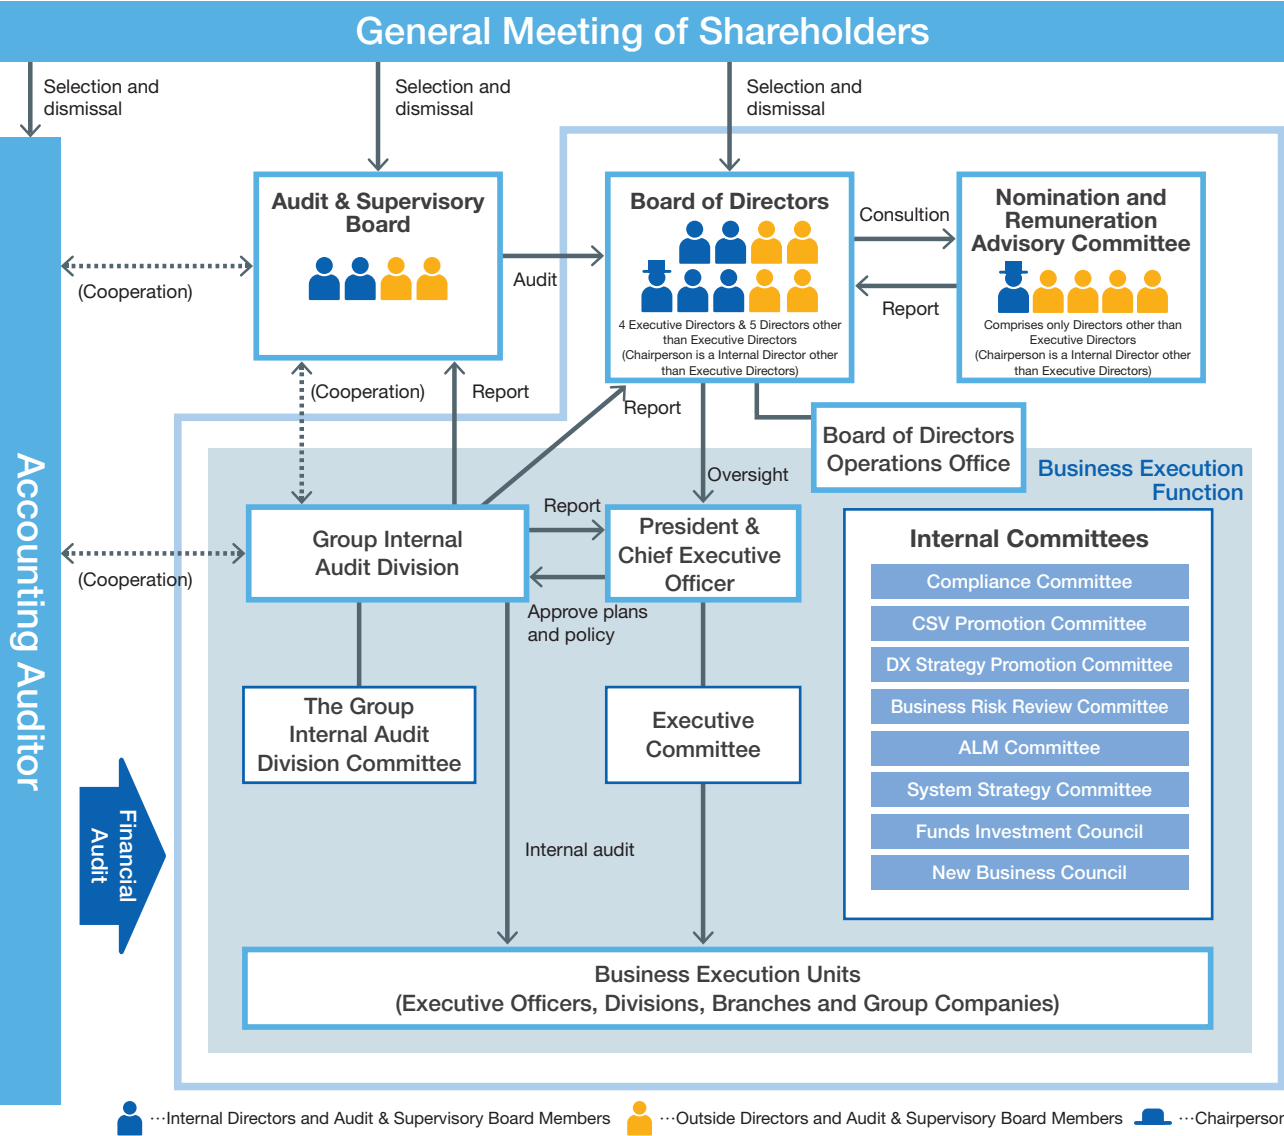 General Meeting of Shareholders
Selection and
dismissal
Selection and
dismissal
Selection and
dismissal
Accounting Auditor
Audit & Supervisory
Board
(Cooperation)
Audit
Board of Directors
4 Executive Directors & 5 Directors other
than Executive Directors
(Chairperson is a Internal Director other
than Executive Directors)
Consultion
Report
Nomination and
Remuneration
Advisory Committee
Comprises only Directors other than
Executive Directors
(Chairperson is a Internal Director other
than Executive Directors)
(Cooperation)
Report
Report
Board of Directors
Operations Office
Oversight
Business Execution
Function
Group Internal
Audit Division
(Cooperation)
Report
Approve plans
and policy
President &
Chief Executive
Officer
Internal Committees
Compliance Committee
CSV Promotion Committee
DX Strategy Promotion Committee
Business Risk Review Committee
ALM Committee
System Strategy Committee
Funds Investment Council
New Business Council
The Group
Internal Audit
Division Committee
Executive
Committee
Financial
Audit
Internal audit
Business Execution Units
(Executive Officers, Divisions, Branches and Group Companies)
···Internal Directors and Audit & Supervisory Board Members
···Outside Directors and Audit & Supervisory Board Members
···Chairperson